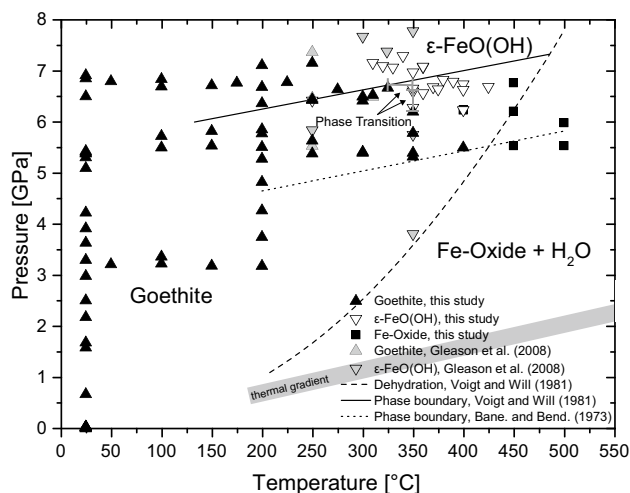 8
7
6
5
4
3
2
1
0
Pressure [GPa]
ε-FeO(OH)
Phase Transition
Goethite
Fe-Oxide + H2O
Goethite, this study
ε-FeO(OH), this study
Fe-Oxide, this study
Goethite, Gleason et al. (2008)
ε-FeO(OH), Gleason et al. (2008)
Dehydration, Voigt and Will (1981)
Phase boundary, Voigt and Will (1981)
Phase boundary, Bane. and Bend. (1973)
thermal gradient
0 50 100 150 200 250 300 350 400 450 500 550
Temperature [°C]